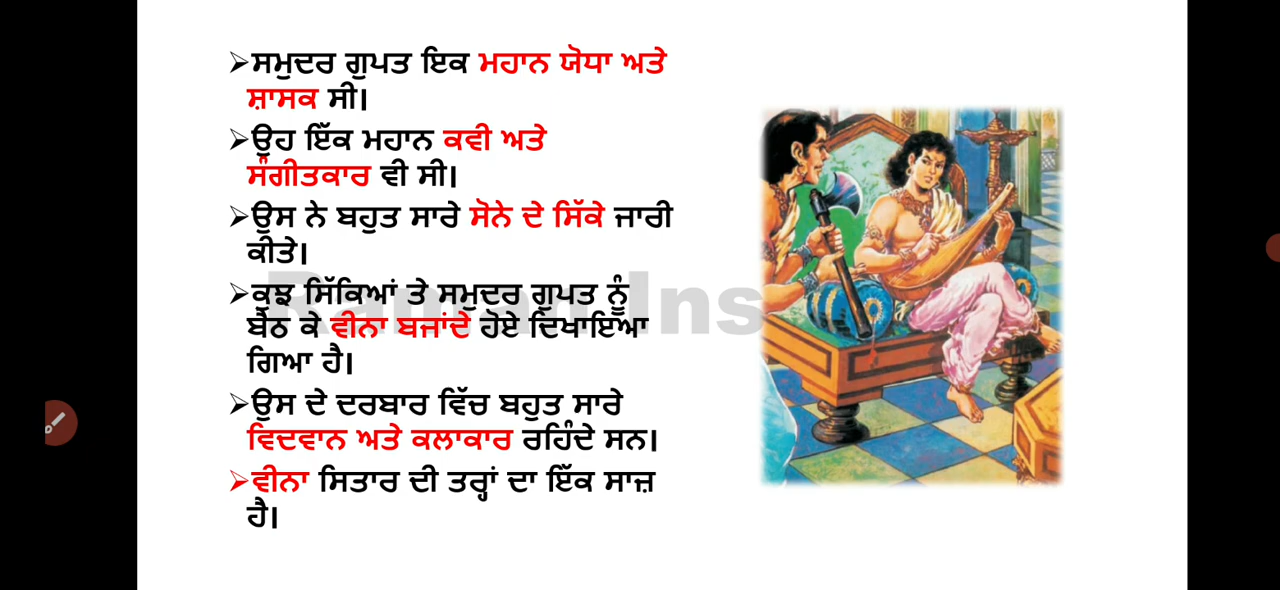 ➢ਸਮੁਦਰ ਗੁਪਤ ਇਕ ਮਹਾਨ ਯੋਧਾ ਅਤੇ
ਸ਼ਾਸਕ ਸੀ।
➢ਉਹ ਇੱਕ ਮਹਾਨ ਕਵੀ ਅਤੇ
ਸੰਗੀਤਕਾਰ ਵੀ ਸੀ।
➢ਉਸ ਨੇ ਬਹੁਤ ਸਾਰੇ ਸੋਨੇ ਦੇ ਸਿੱਕੇ ਜਾਰੀ
ਕੀਤੇ।
➢ਕੁਝ ਸਿੱਕਿਆਂ ਤੇ ਸਮੁਦਰ ਗੁਪਤ ਨੂੰ
ਬੈਠ ਕੇ ਵੀਨਾ ਬਜਾਂਦੇ ਹੋਏ ਦਿਖਾਇਆ
ਗਿਆ ਹੈ।
➢ਉਸ ਦੇ ਦਰਬਾਰ ਵਿੱਚ ਬਹੁਤ ਸਾਰੇ
ਵਿਦਵਾਨ ਅਤੇ ਕਲਾਕਾਰ ਰਹਿੰਦੇ ਸਨ।
➢ਵੀਨਾ ਸਿਤਾਰ ਦੀ ਤਰ੍ਹਾਂ ਦਾ ਇੱਕ ਸਾਜ਼
ਹੈ।